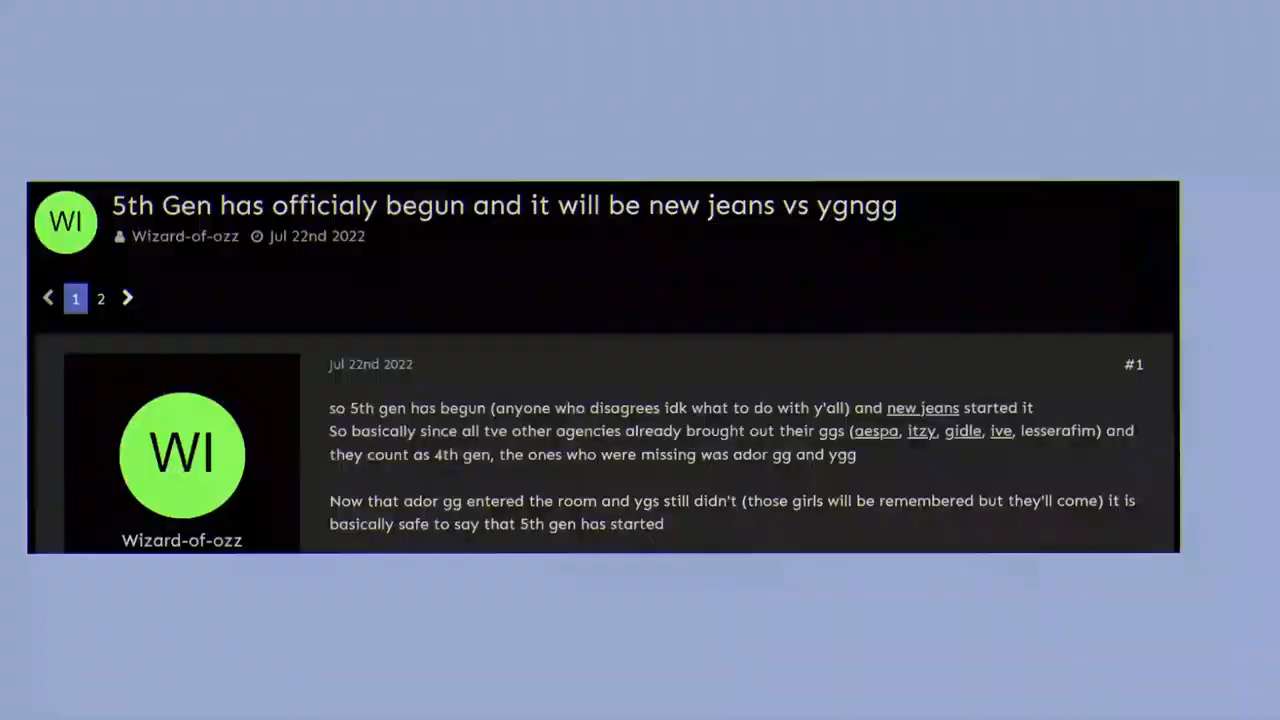 WI
5th Gen has officialy begun and it will be new jeans vs ygngg
Wizard-of-ozz Jul 22nd 2022
1 2
Jul 22nd 2022 #1
so 5th gen has begun (anyone who disagrees idk what to do with y'all) and new jeans started it
So basically since all tve other agencies already brought out their ggs (aespa, itzy, gidle, ive, lesserafim) and
they count as 4th gen, the ones who were missing was ador gg and ygg
Now that ador gg entered the room and ygs still didn't (those girls will be remembered but they'll come) it is
basically safe to say that 5th gen has started
WI
Wizard-of-ozz